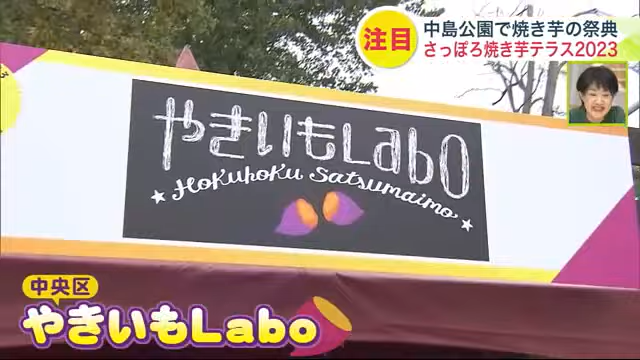 注目
中島公園で焼き芋の祭典
さっぽろ焼き芋テラス2023
やきいもLabo
★Hokuhoku Satsumaimo★
中央区
やきいもLabo